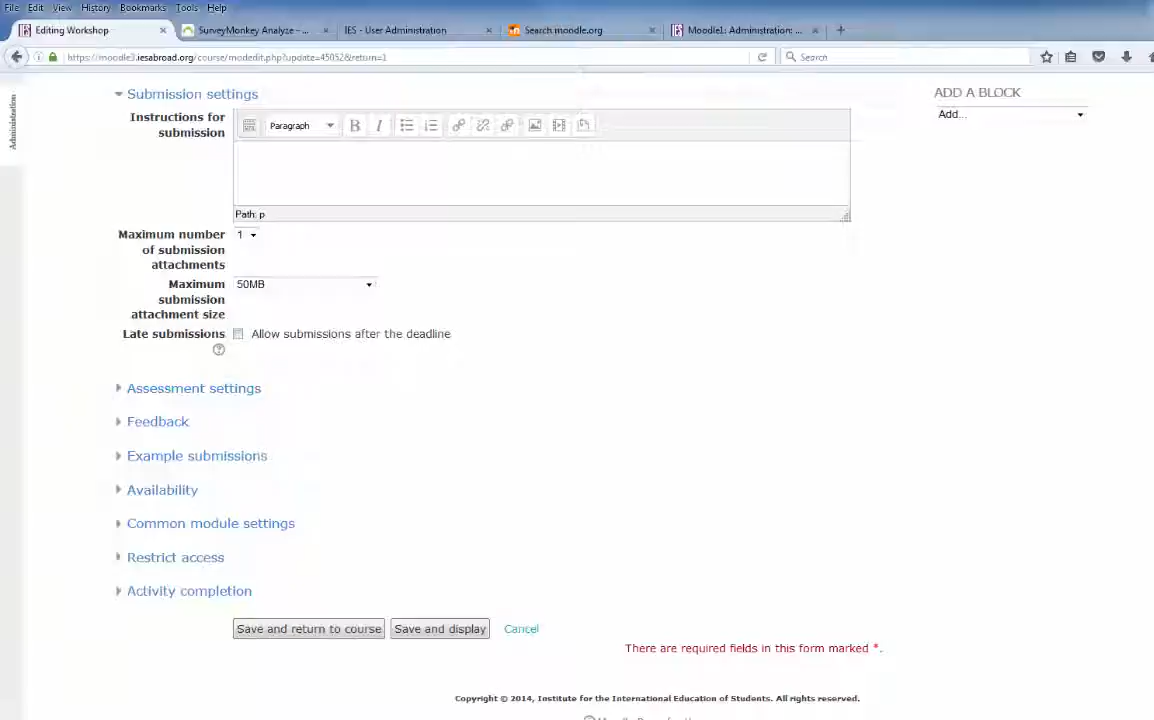 File Edit View History Bookmarks Tools Help
Editing Workshop × SurveyMonkey Analyze - ... × IES - User Administration × Search moodle.org × Moodle1: Administration: ... × +
https://moodle3.iesabroad.org/course/modedit.php?update=45052&return=1 Search
Administration
Submission settings
ADD A BLOCK
Add...
Instructions for
submission
Paragraph B I
Path: p
Maximum number
of submission
attachments
1
Maximum
submission
attachment size
50MB
Late submissions Allow submissions after the deadline
Assessment settings
Feedback
Example submissions
Availability
Common module settings
Restrict access
Activity completion
Save and return to course Save and display Cancel
There are required fields in this form marked *.
Copyright © 2014, Institute for the International Education of Students. All rights reserved.